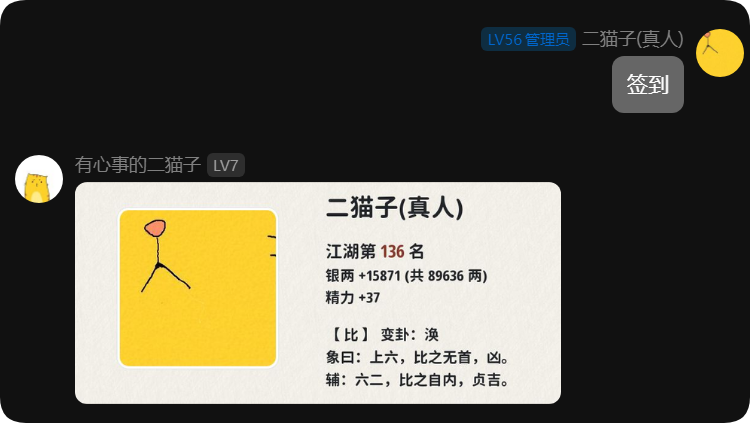 LV56 管理员 二猫子(真人)
签到
有心事的二猫子 LV7
二猫子(真人)
江湖第 136 名
银两 +15871 (共 89636 两)
精力 +37
【 比 】 变卦：涣
象曰：上六，比之无首，凶。
辅：六二，比之自内，贞吉。